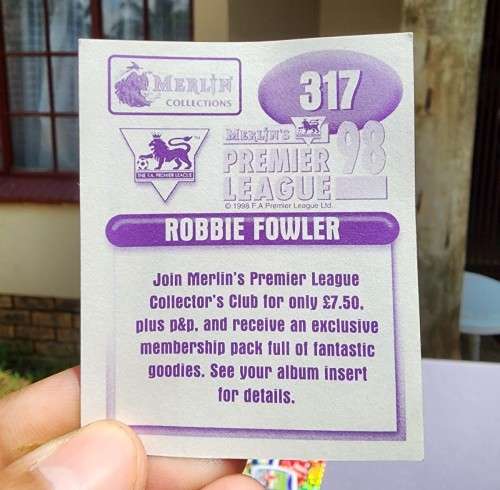 MERLIN
COLLECTIONS
317
THE F.A. PREMIER LEAGUE
MERLIN'S
PREMIER
LEAGUE
98
© 1998 F.A Premier League Ltd.
ROBBIE FOWLER
Join Merlin's Premier League
Collector's Club for only £7.50,
plus p&p, and receive an exclusive
membership pack full of fantastic
goodies. See your album insert
for details.